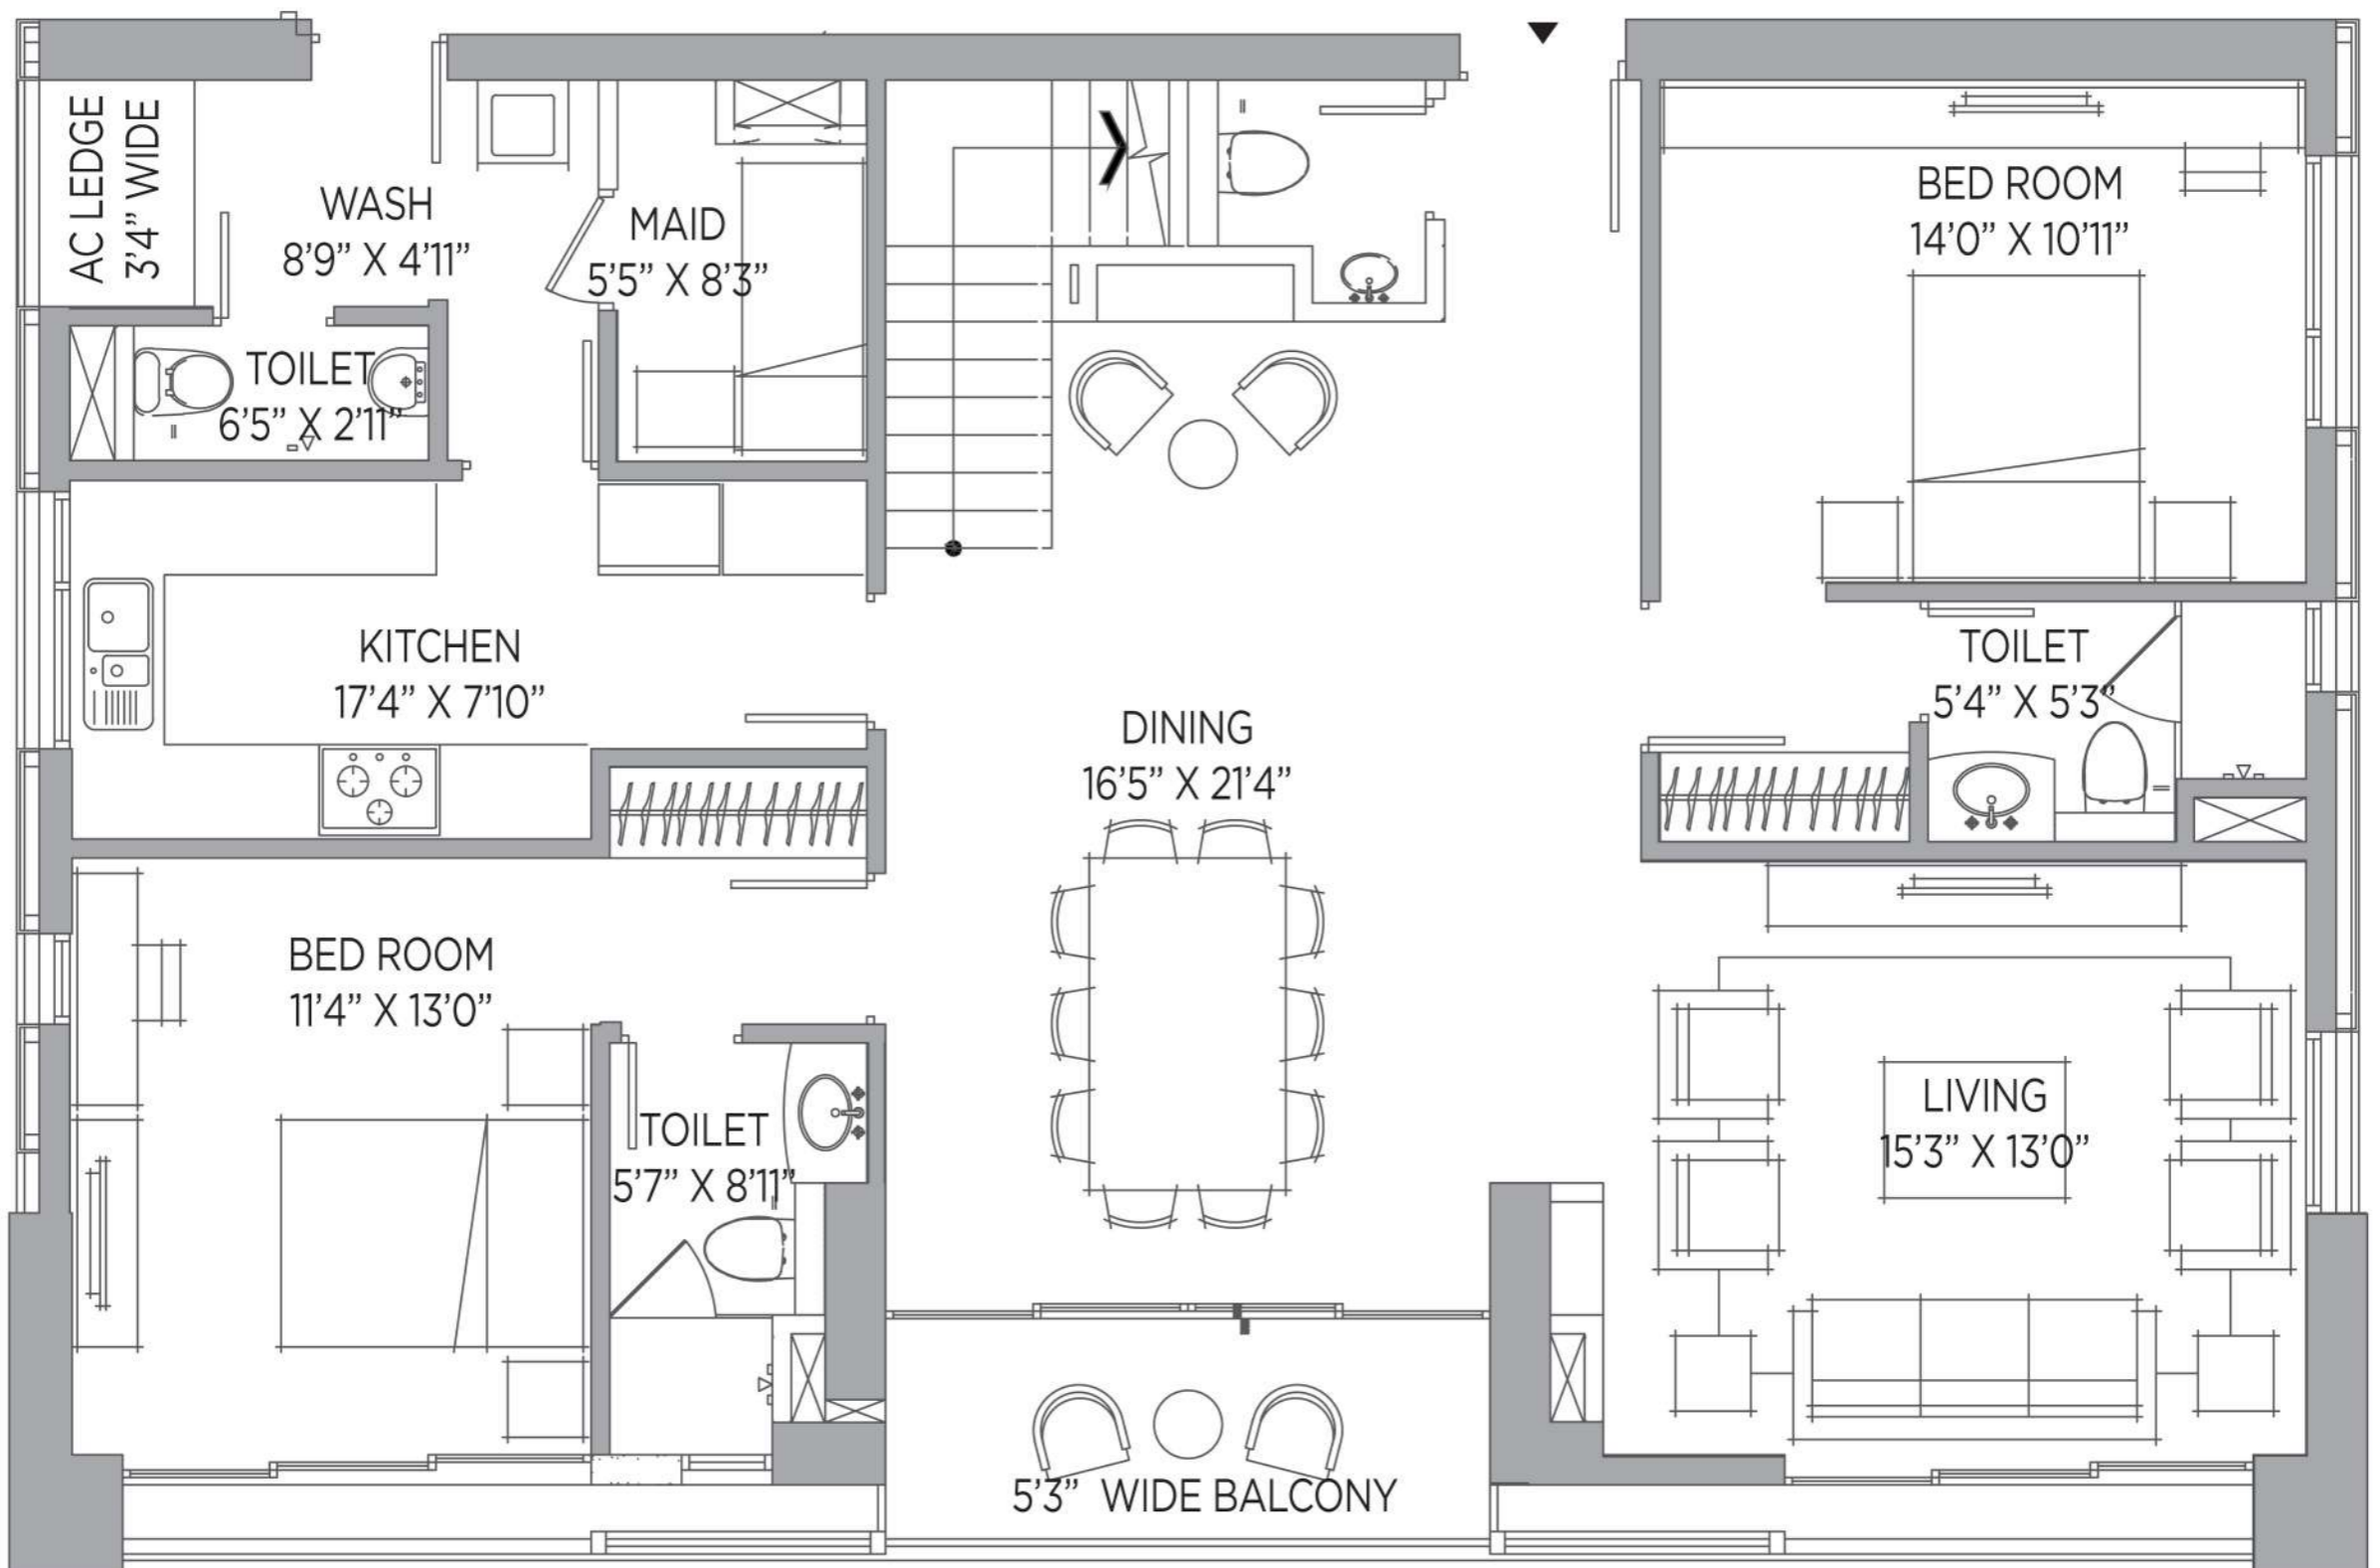 AC LEDGE
3’4” WIDE
WASH
8’9” X 4’11”
MAID
5’5” X 8’3”
BED ROOM
14’0” X 10’11”
TOILET
6’5” X 2’11”
KITCHEN
17’4” X 7’10”
DINING
16’5” X 21’4”
TOILET
5’4” X 5’3”
BED ROOM
11’4” X 13’0”
TOILET
5’7” X 8’11”
LIVING
15’3” X 13’0”
5’3” WIDE BALCONY